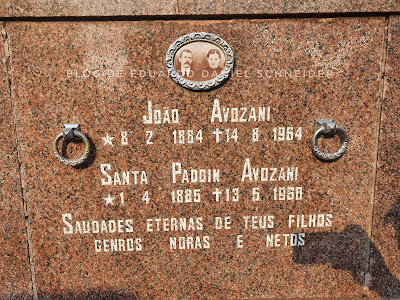 BLOG DE EDUARDO DANIEL SCHNEIDER
JOÃO AVOZANI
★ 8 2 1884 ✝ 14 8 1964
SANTA PADOIN AVOZANI
★ 1 4 1885 ✝ 13 5 1958
SAUDADES ETERNAS DE TEUS FILHOS
GENROS NORAS E NETOS